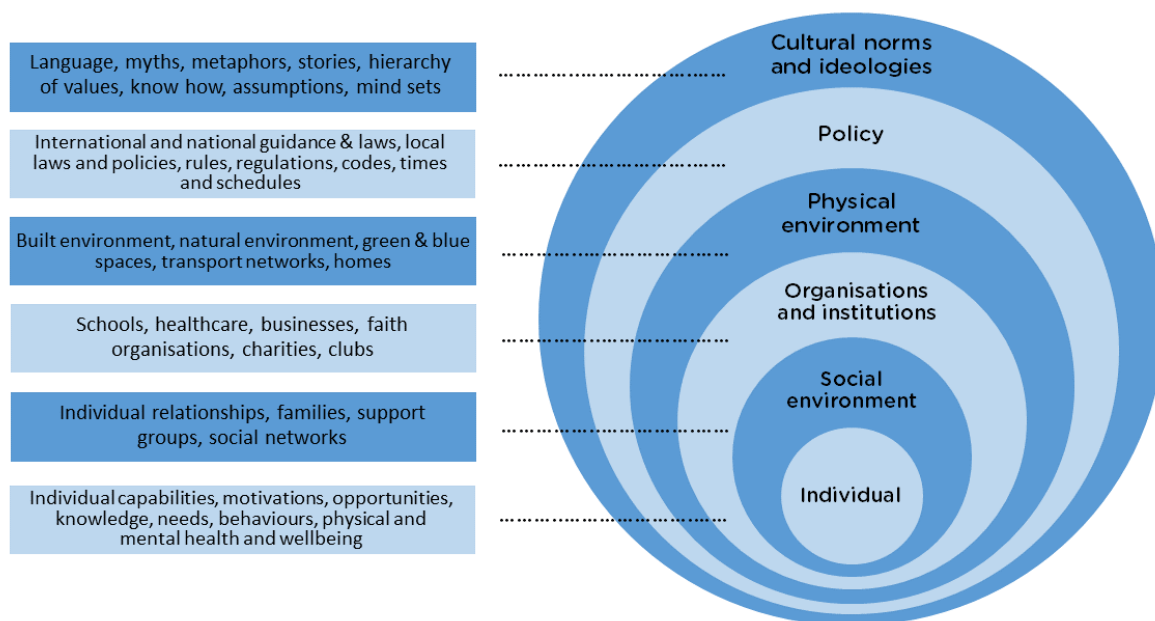 Language, myths, metaphors, stories, hierarchy
of values, know how, assumptions, mind sets
Cultural norms
and ideologies
International and national guidance & laws, local
laws and policies, rules, regulations, codes, times
and schedules
Policy
Built environment, natural environment, green & blue
spaces, transport networks, homes
Physical
environment
Schools, healthcare, businesses, faith
organisations, charities, clubs
Organisations
and institutions
Individual relationships, families, support
groups, social networks
Social
environment
Individual capabilities, motivations, opportunities,
knowledge, needs, behaviours, physical and
mental health and wellbeing
Individual